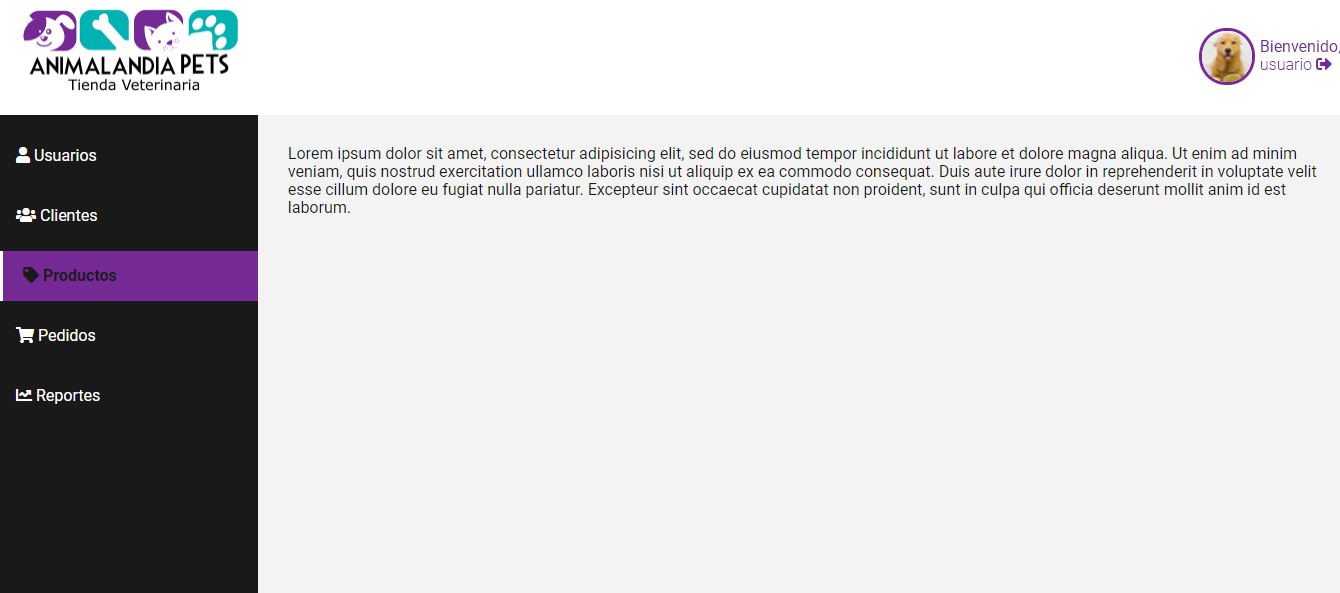 ANIMALANDIA PETS
Tienda Veterinaria
Bienvenido,
usuario
Usuarios
Clientes
Productos
Pedidos
Reportes
Lorem ipsum dolor sit amet, consectetur adipisicing elit, sed do eiusmod tempor incididunt ut labore et dolore magna aliqua. Ut enim ad minim
veniam, quis nostrud exercitation ullamco laboris nisi ut aliquip ex ea commodo consequat. Duis aute irure dolor in reprehenderit in voluptate velit
esse cillum dolore eu fugiat nulla pariatur. Excepteur sint occaecat cupidatat non proident, sunt in culpa qui officia deserunt mollit anim id est
laborum.